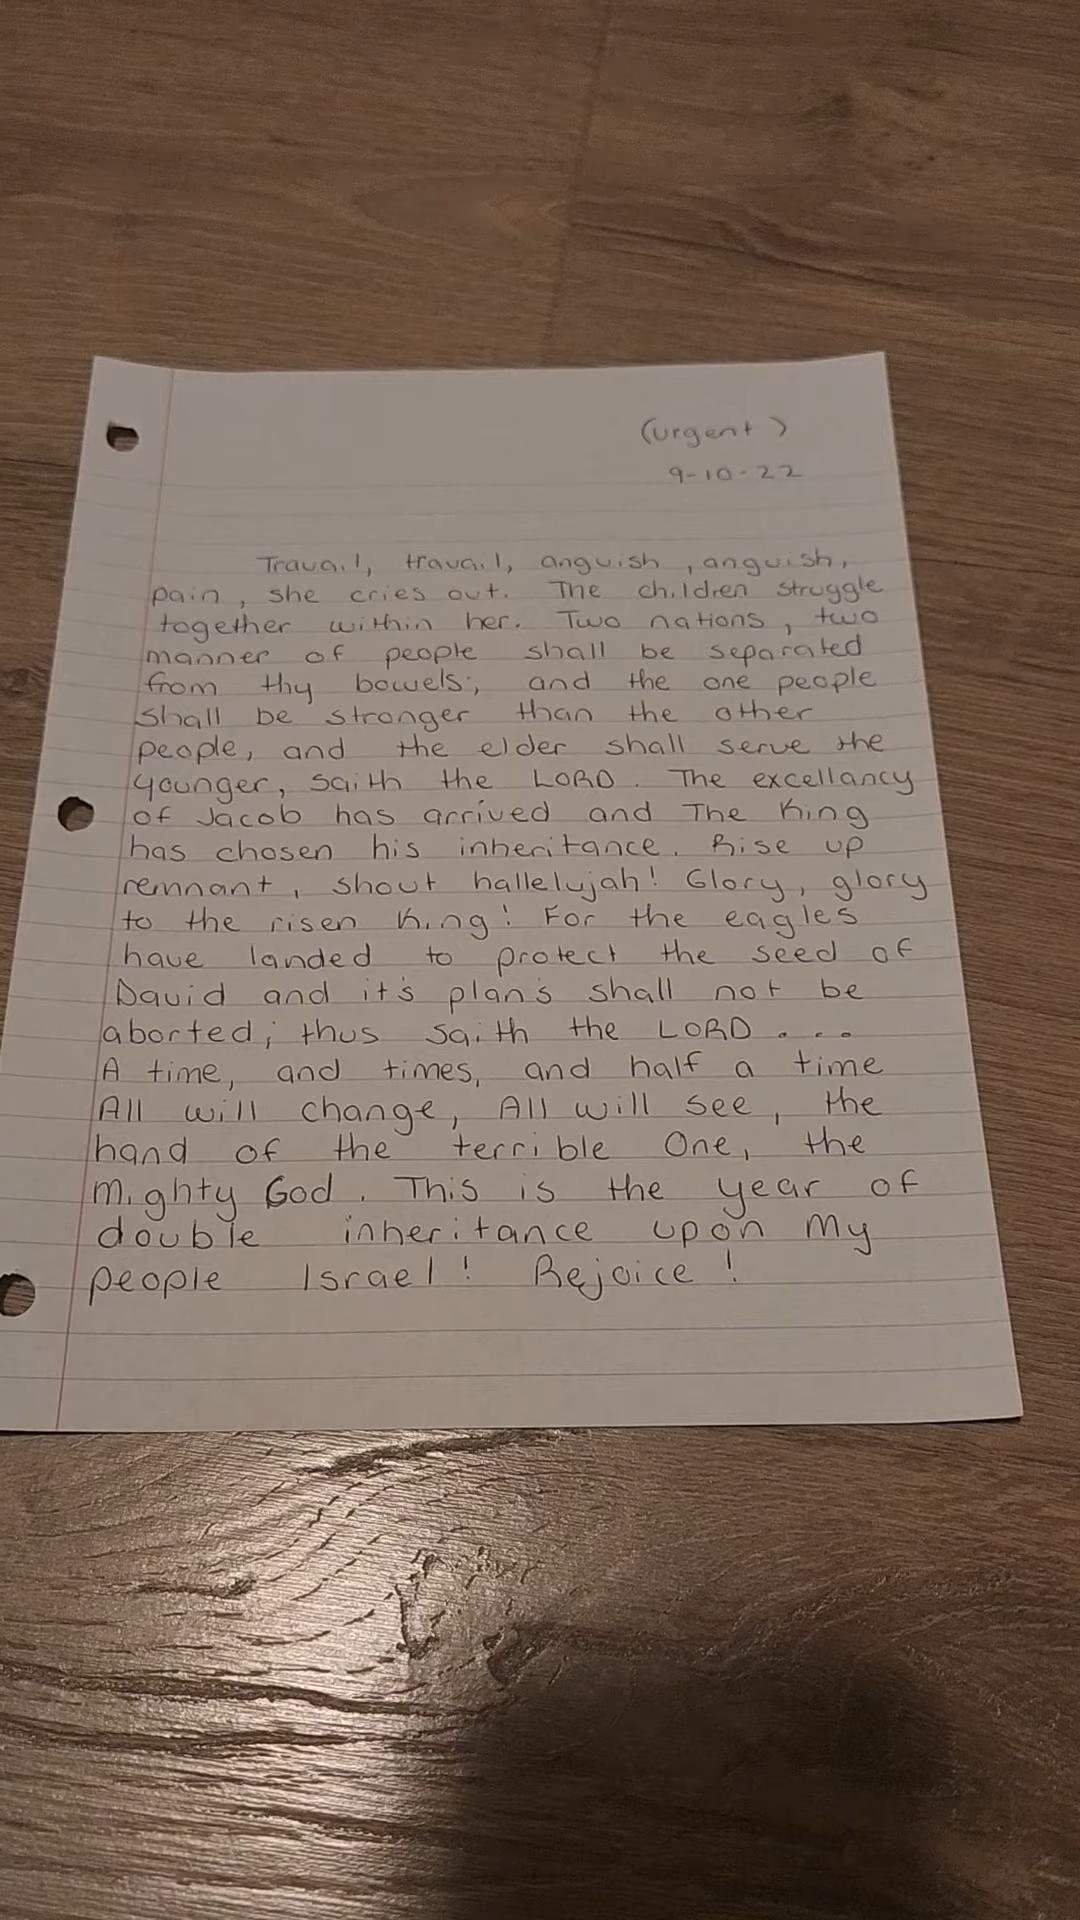 (urgent)
9-10-22
Travail, travail, anguish, anguish,
pain, she cries out. The children struggle
together within her. Two nations, two
manner of people shall be separated
from thy bowels; and the one people
shall be stronger than the other
people, and the elder shall serve the
younger, saith the LORD. The excellancy
of Jacob has arrived and The King
has chosen his inheritance. Rise up
remnant, shout hallelujah! Glory, glory
to the risen King! For the eagles
have landed to protect the seed of
David and it's plan's shall not be
aborted; thus saith the LORD....
A time, and times, and half a time
All will change, All will see, the
hand of the terrible One, the
mighty God. This is the year of
double inheritance upon My
people Israel! Rejoice!